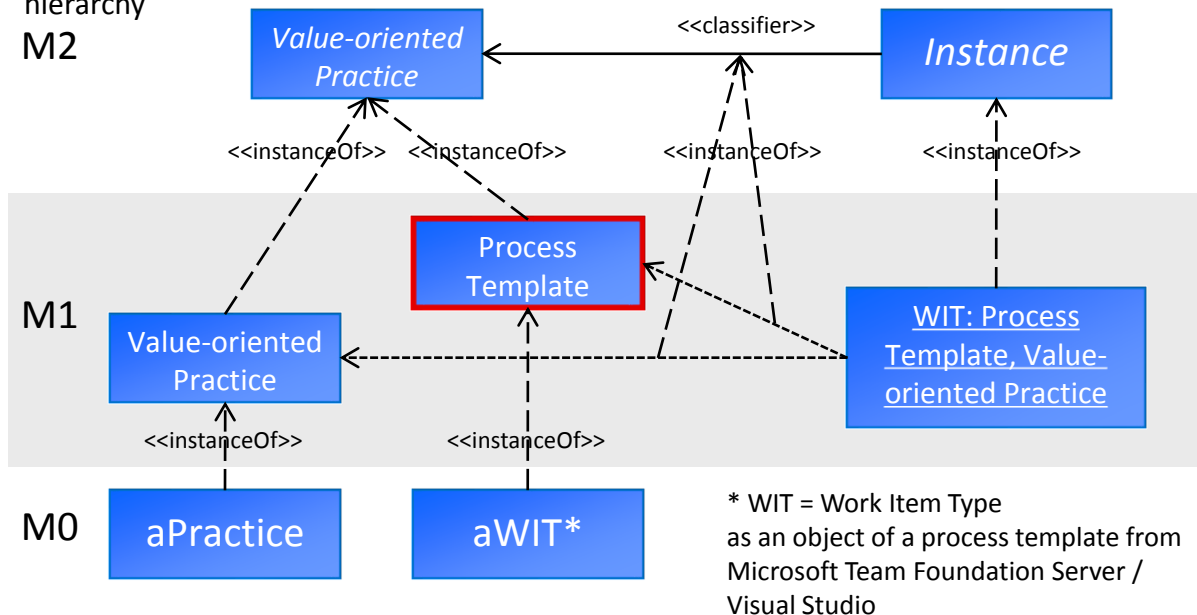 hierarchy
M2
Value-oriented
Practice
<<classifier>>
Instance
<<instanceOf>>
<<instanceOf>>
<<instanceOf>>
<<instanceOf>>
M1
Process
Template
Value-oriented
Practice
WIT: Process
Template, Value-
oriented Practice
<<instanceOf>>
<<instanceOf>>
M0
aPractice
aWIT*
* WIT = Work Item Type
as an object of a process template from
Microsoft Team Foundation Server /
Visual Studio